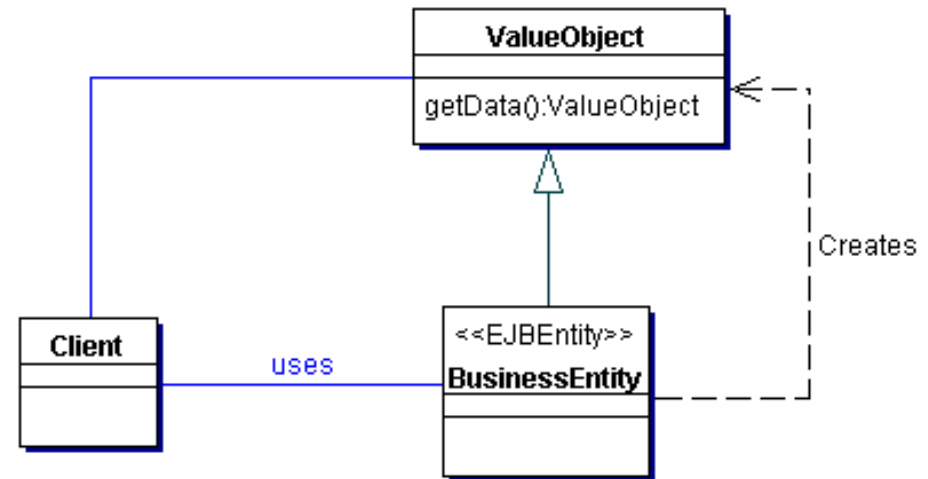 ValueObject
getData():ValueObject
Creates
<<EJBEntity>>
Client
uses
BusinessEntity